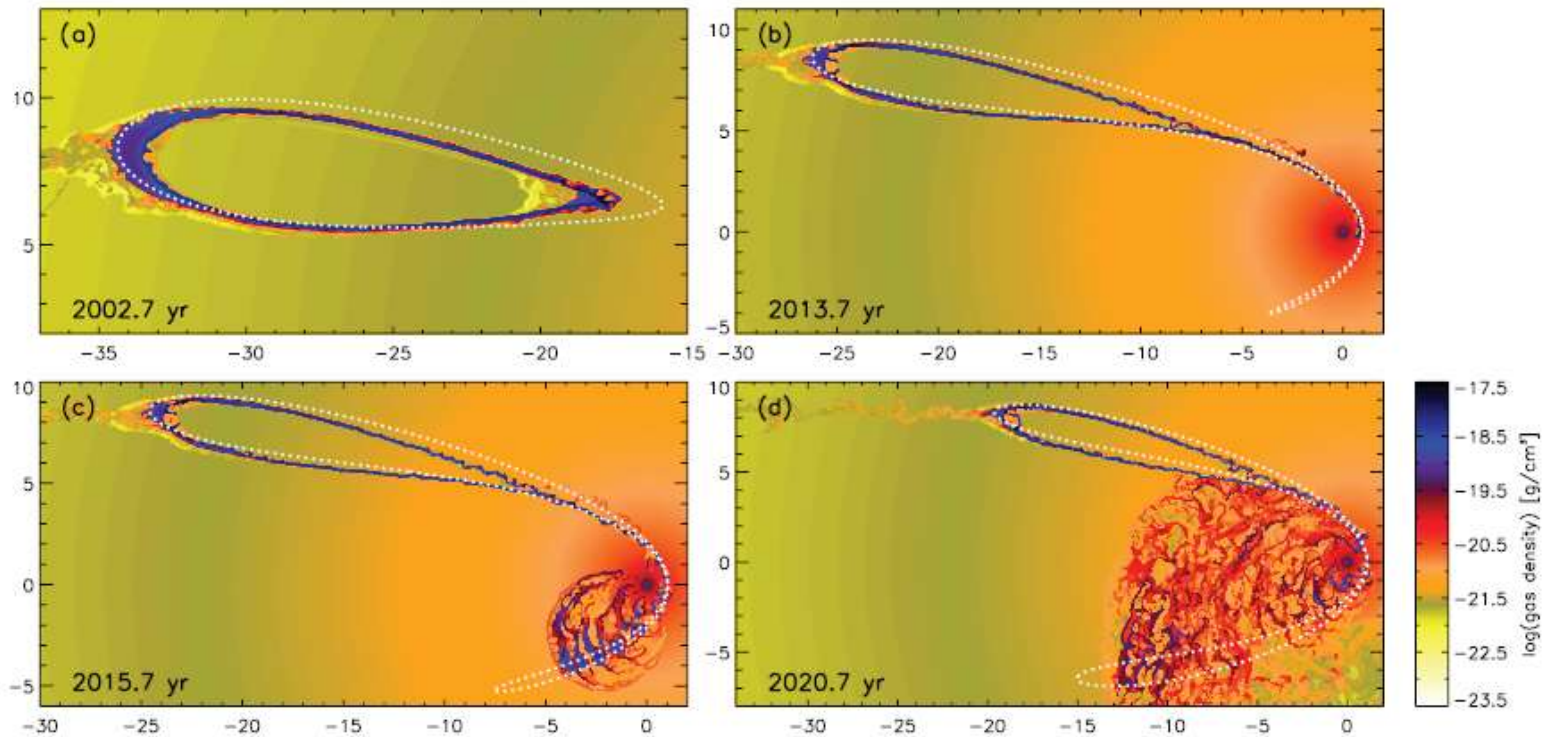 (a)
10
5
2002.7 yr
−35 −30 −25 −20 −15
(b)
10
5
0
−5
2013.7 yr
−30 −25 −20 −15 −10 −5 0
(c)
10
5
0
−5
2015.7 yr
−30 −25 −20 −15 −10 −5 0
(d)
10
5
0
−5
2020.7 yr
−30 −25 −20 −15 −10 −5 0
−17.5
−18.5
−19.5
−20.5
−21.5
−22.5
−23.5
log(gas density) [g/cm³]